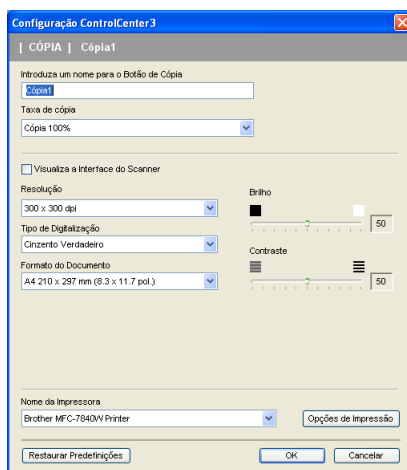 Configuração ControlCenter3
[ CÓPIA ] Cópia1
Introduza um nome para o Botão de Cópia
Cópia1
Taxa de cópia
Cópia 100%
Visualiza a Interface do Scanner
Resolução
300 x 300 dpi
Brilho
50
Tipo de Digitalização
Cinzento Verdadeiro
Contraste
50
Formato do Documento
A4 210 x 297 mm (8.3 x 11.7 pol.)
Nome da Impressora
Brother MFC-7840W Printer
Opções de Impressão
Restaurar Predefinições
OK
Cancelar